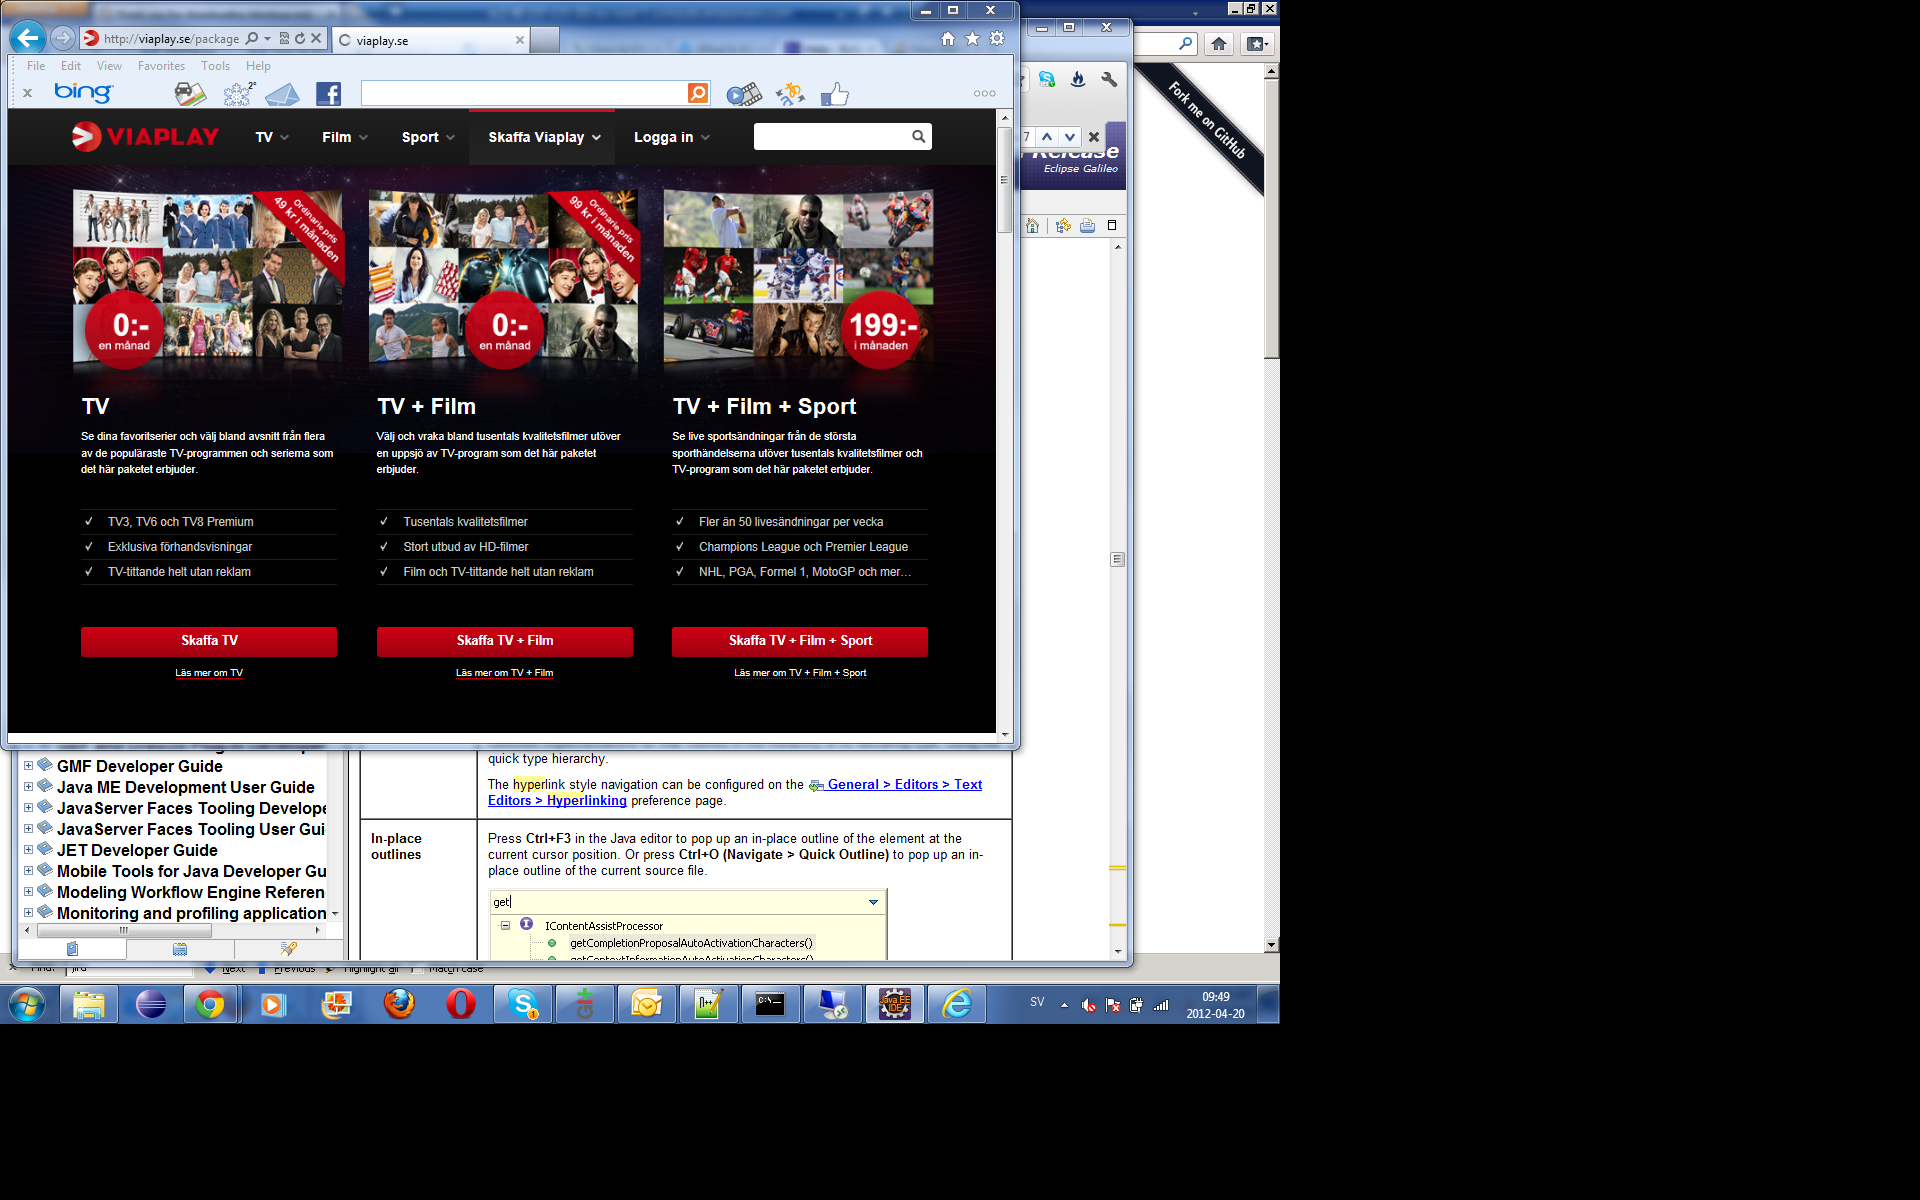 http://viaplay.se/package
viaplay.se
File Edit View Favorites Tools Help
x bing 2°
VIAPLAY TV Film Sport Skaffa Viaplay Logga in
Ordinarie pris
49 kr i månaden
0:-
en månad
Ordinarie pris
99 kr i månaden
0:-
en månad
199:-
i månaden
TV
Se dina favoritserier och välj bland avsnitt från flera
av de populäraste TV-programmen och serierna som
det här paketet erbjuder.
✓ TV3, TV6 och TV8 Premium
✓ Exklusiva förhandsvisningar
✓ TV-tittande helt utan reklam
Skaffa TV
Läs mer om TV
TV + Film
Välj och vraka bland tusentals kvalitetsfilmer utöver
en uppsjö av TV-program som det här paketet
erbjuder.
✓ Tusentals kvalitetsfilmer
✓ Stort utbud av HD-filmer
✓ Film och TV-tittande helt utan reklam
Skaffa TV + Film
Läs mer om TV + Film
TV + Film + Sport
Se live sportsändningar från de största
sporthändelserna utöver tusentals kvalitetsfilmer och
TV-program som det här paketet erbjuder.
✓ Fler än 50 livesändningar per vecka
✓ Champions League och Premier League
✓ NHL, PGA, Formel 1, MotoGP och mer...
Skaffa TV + Film + Sport
Läs mer om TV + Film + Sport
7
Release
Eclipse Galileo
Fork me on GitHub
GMF Developer Guide
Java ME Development User Guide
JavaServer Faces Tooling Develope
JavaServer Faces Tooling User Gui
JET Developer Guide
Mobile Tools for Java Developer Gu
Modeling Workflow Engine Referen
Monitoring and profiling application
quick type hierarchy.
The hyperlink style navigation can be configured on the General > Editors > Text
Editors > Hyperlinking preference page.
In-place
outlines
Press Ctrl+F3 in the Java editor to pop up an in-place outline of the element at the
current cursor position. Or press Ctrl+O (Navigate > Quick Outline) to pop up an in-
place outline of the current source file.
get
IContentAssistProcessor
getCompletionProposalAutoActivationCharacters()
getContextInformationAutoActivationCharacters()
Find: jira Next Previous Highlight all Match case
Java EE
IDE
SV
09:49
2012-04-20